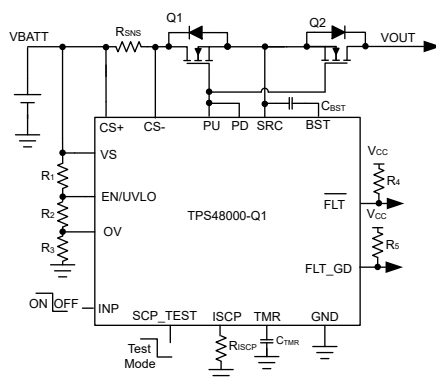 Q1
Q2
VBATT
RSNS
VOUT
CBST
CS+
CS-
PU
PD
SRC
BST
VS
R1
EN/UVLO
R2
OV
R3
TPS48000-Q1
VCC
R4
FLT
VCC
R5
FLT_GD
ON
OFF
INP
SCP_TEST
ISCP
TMR
GND
Test
Mode
RISCP
CTMR